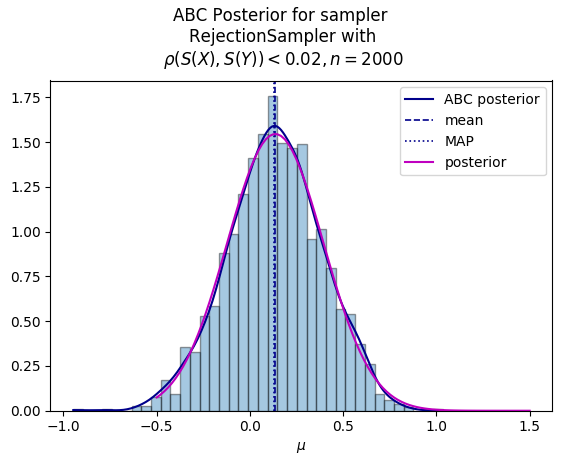 ABC Posterior for sampler
RejectionSampler with
ρ(S(X), S(Y)) < 0.02, n = 2000
ABC posterior
mean
MAP
posterior
1.75
1.50
1.25
1.00
0.75
0.50
0.25
0.00
−1.0 −0.5 0.0 0.5 1.0 1.5
μ